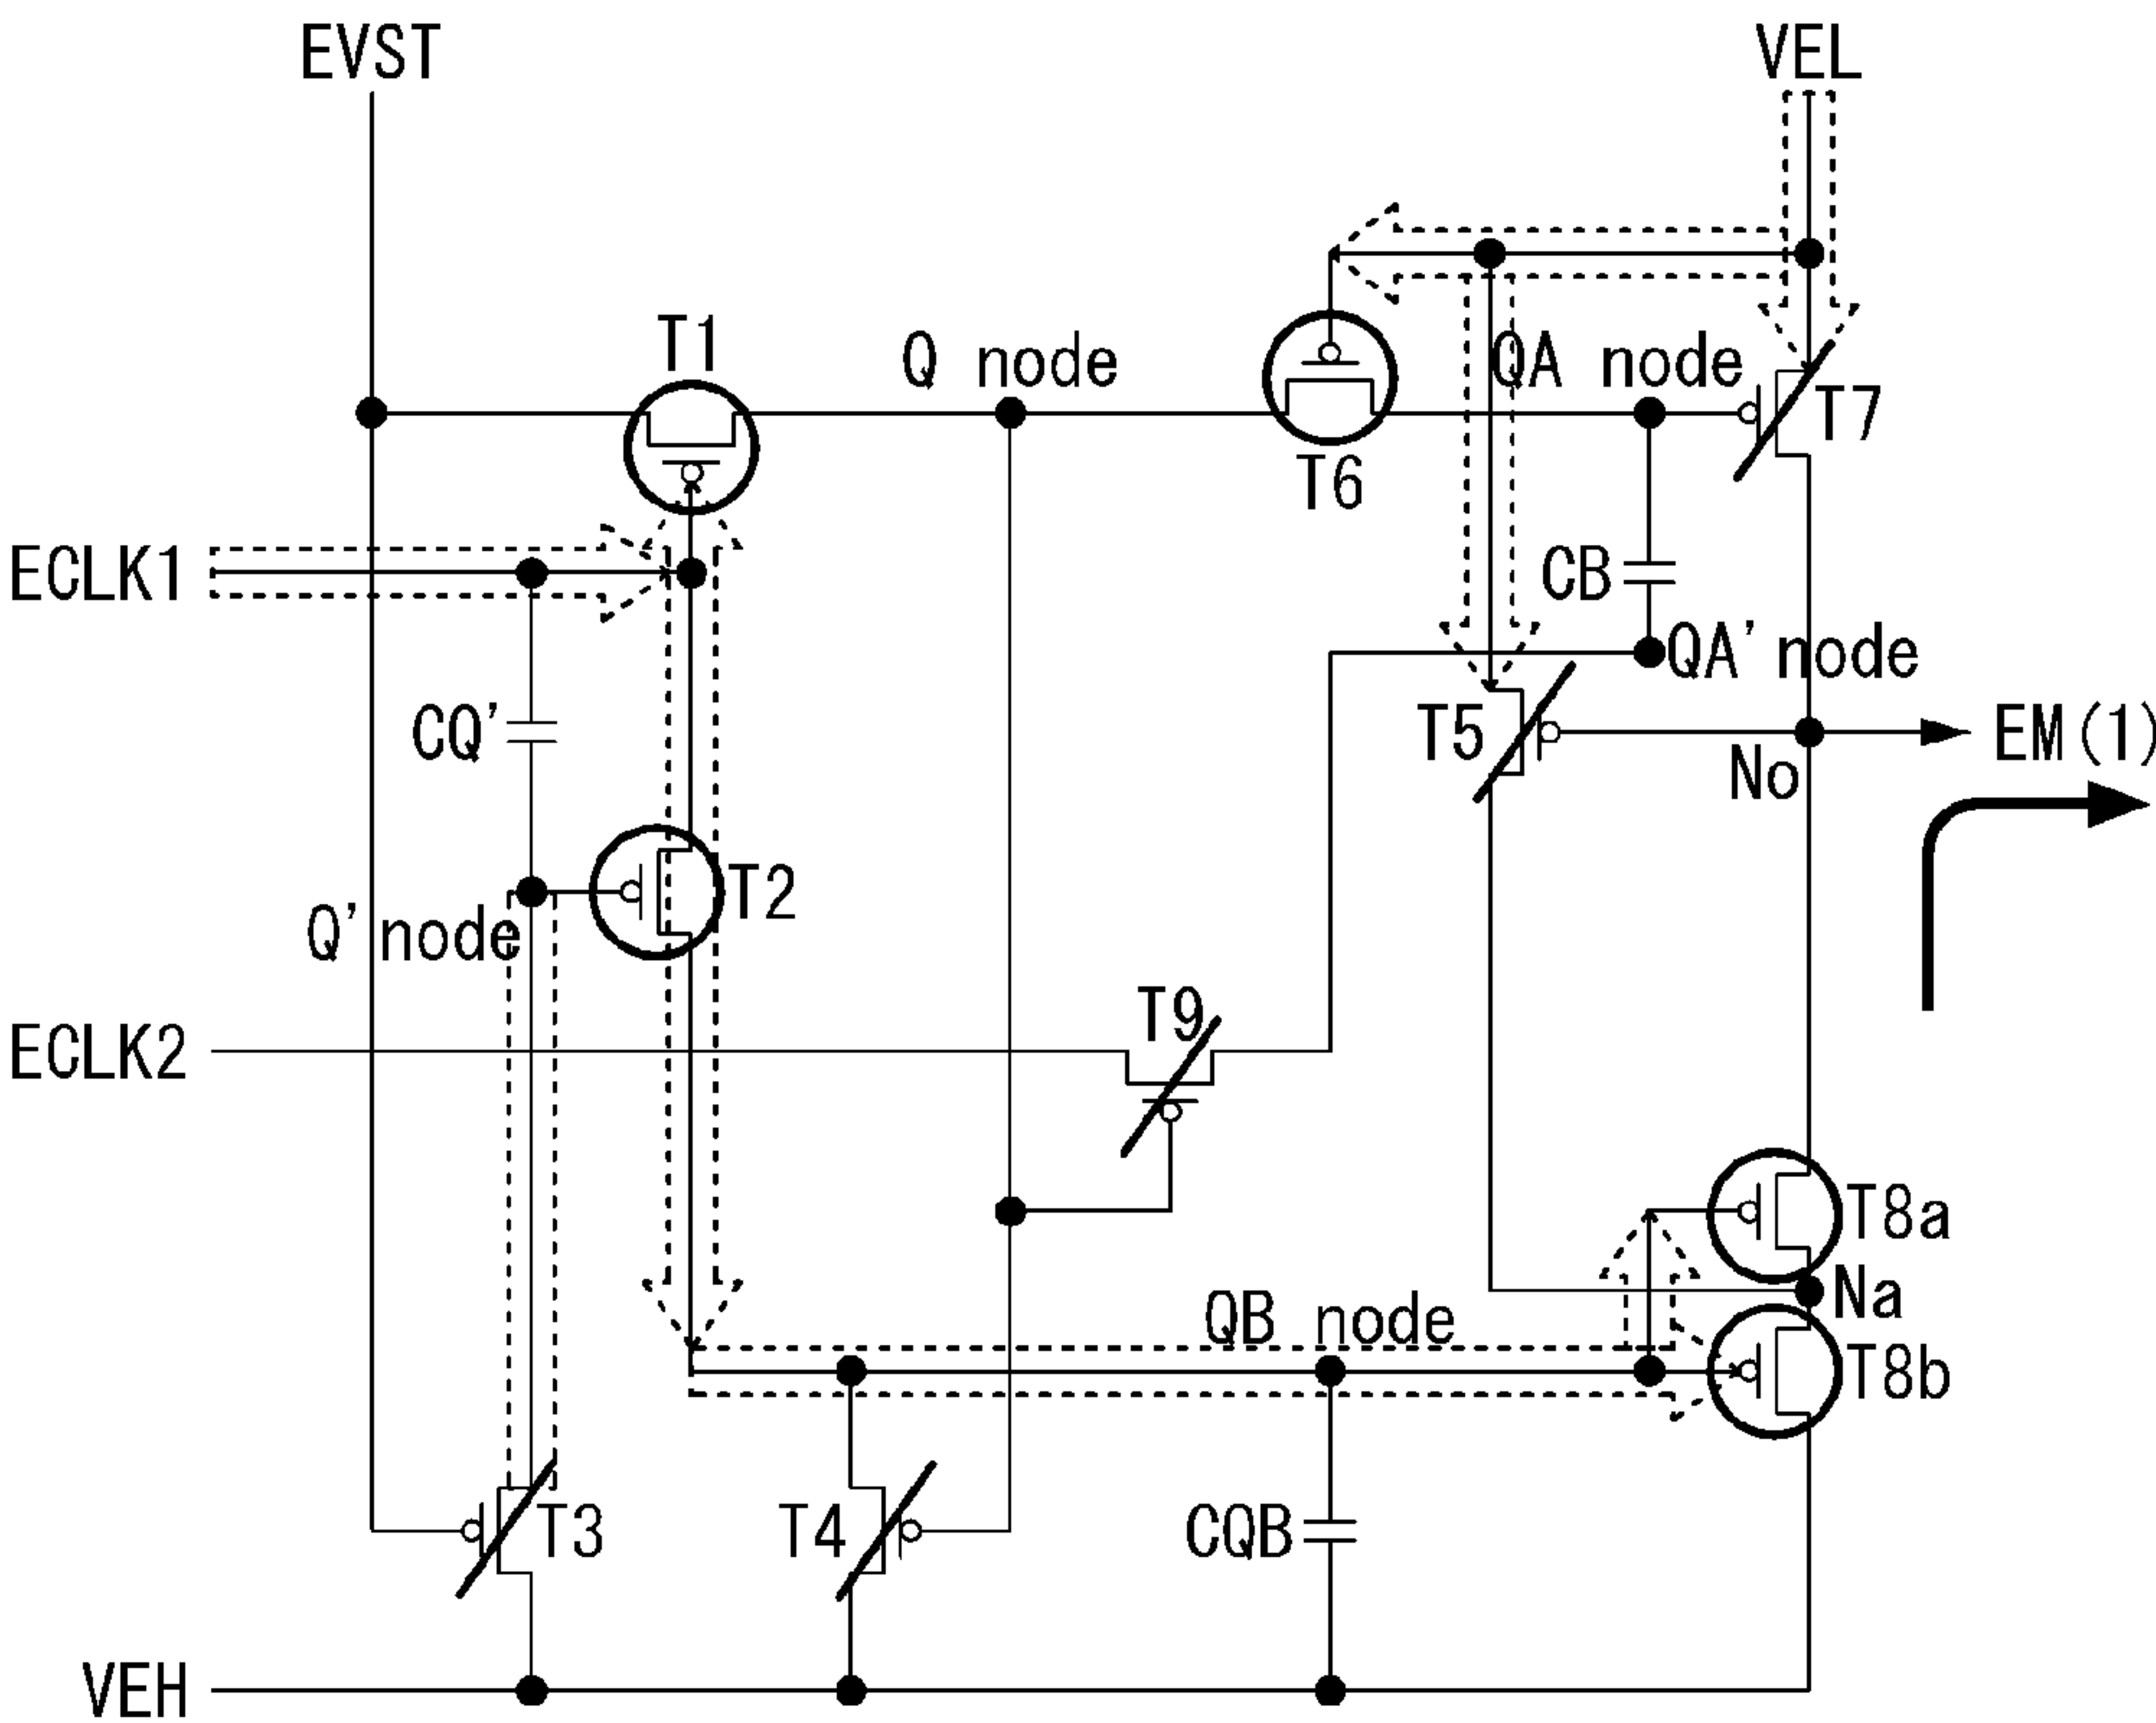 EVST
VEL
T1
Q node
QA node
T7
T6
ECLK1
CB
QA' node
CQ'
T5
No
EM(1)
T2
Q' node
T9
ECLK2
T8a
Na
QB node
T8b
T3
T4
CQB
VEH